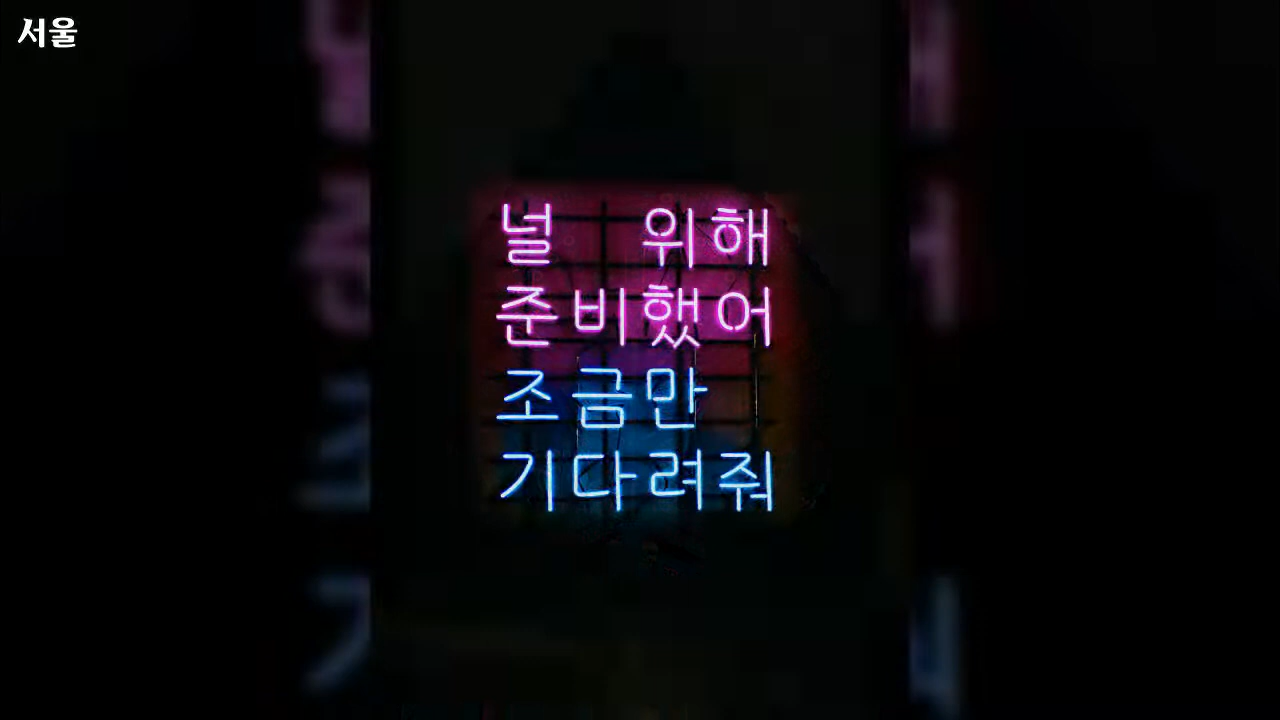 서울
널 위해
준비했어
조금만
기다려줘